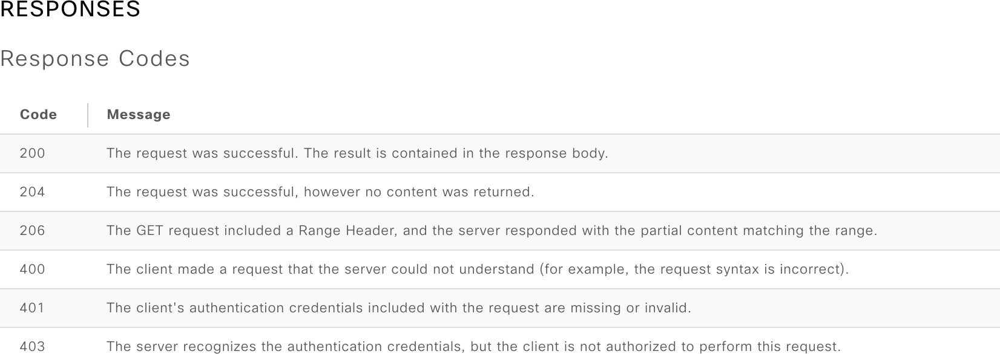 RESPONSES
Response Codes
Code Message
200 The request was successful. The result is contained in the response body.
204 The request was successful, however no content was returned.
206 The GET request included a Range Header, and the server responded with the partial content matching the range.
400 The client made a request that the server could not understand (for example, the request syntax is incorrect).
401 The client's authentication credentials included with the request are missing or invalid.
403 The server recognizes the authentication credentials, but the client is not authorized to perform this request.